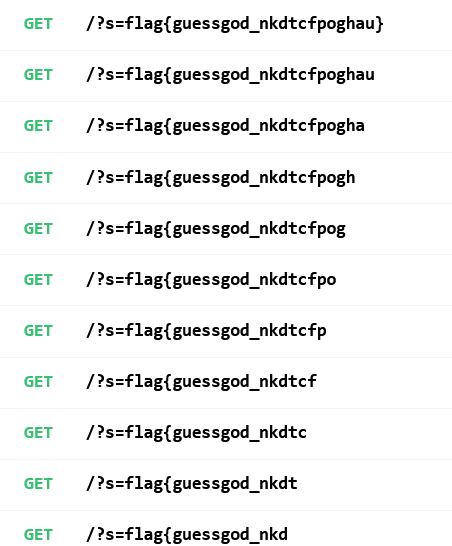 GET /?s=flag{guessgod_nkdtcfpoghau}
GET /?s=flag{guessgod_nkdtcfpoghau
GET /?s=flag{guessgod_nkdtcfpogha
GET /?s=flag{guessgod_nkdtcfpogh
GET /?s=flag{guessgod_nkdtcfpog
GET /?s=flag{guessgod_nkdtcfpo
GET /?s=flag{guessgod_nkdtcfp
GET /?s=flag{guessgod_nkdtcf
GET /?s=flag{guessgod_nkdtc
GET /?s=flag{guessgod_nkdt
GET /?s=flag{guessgod_nkd